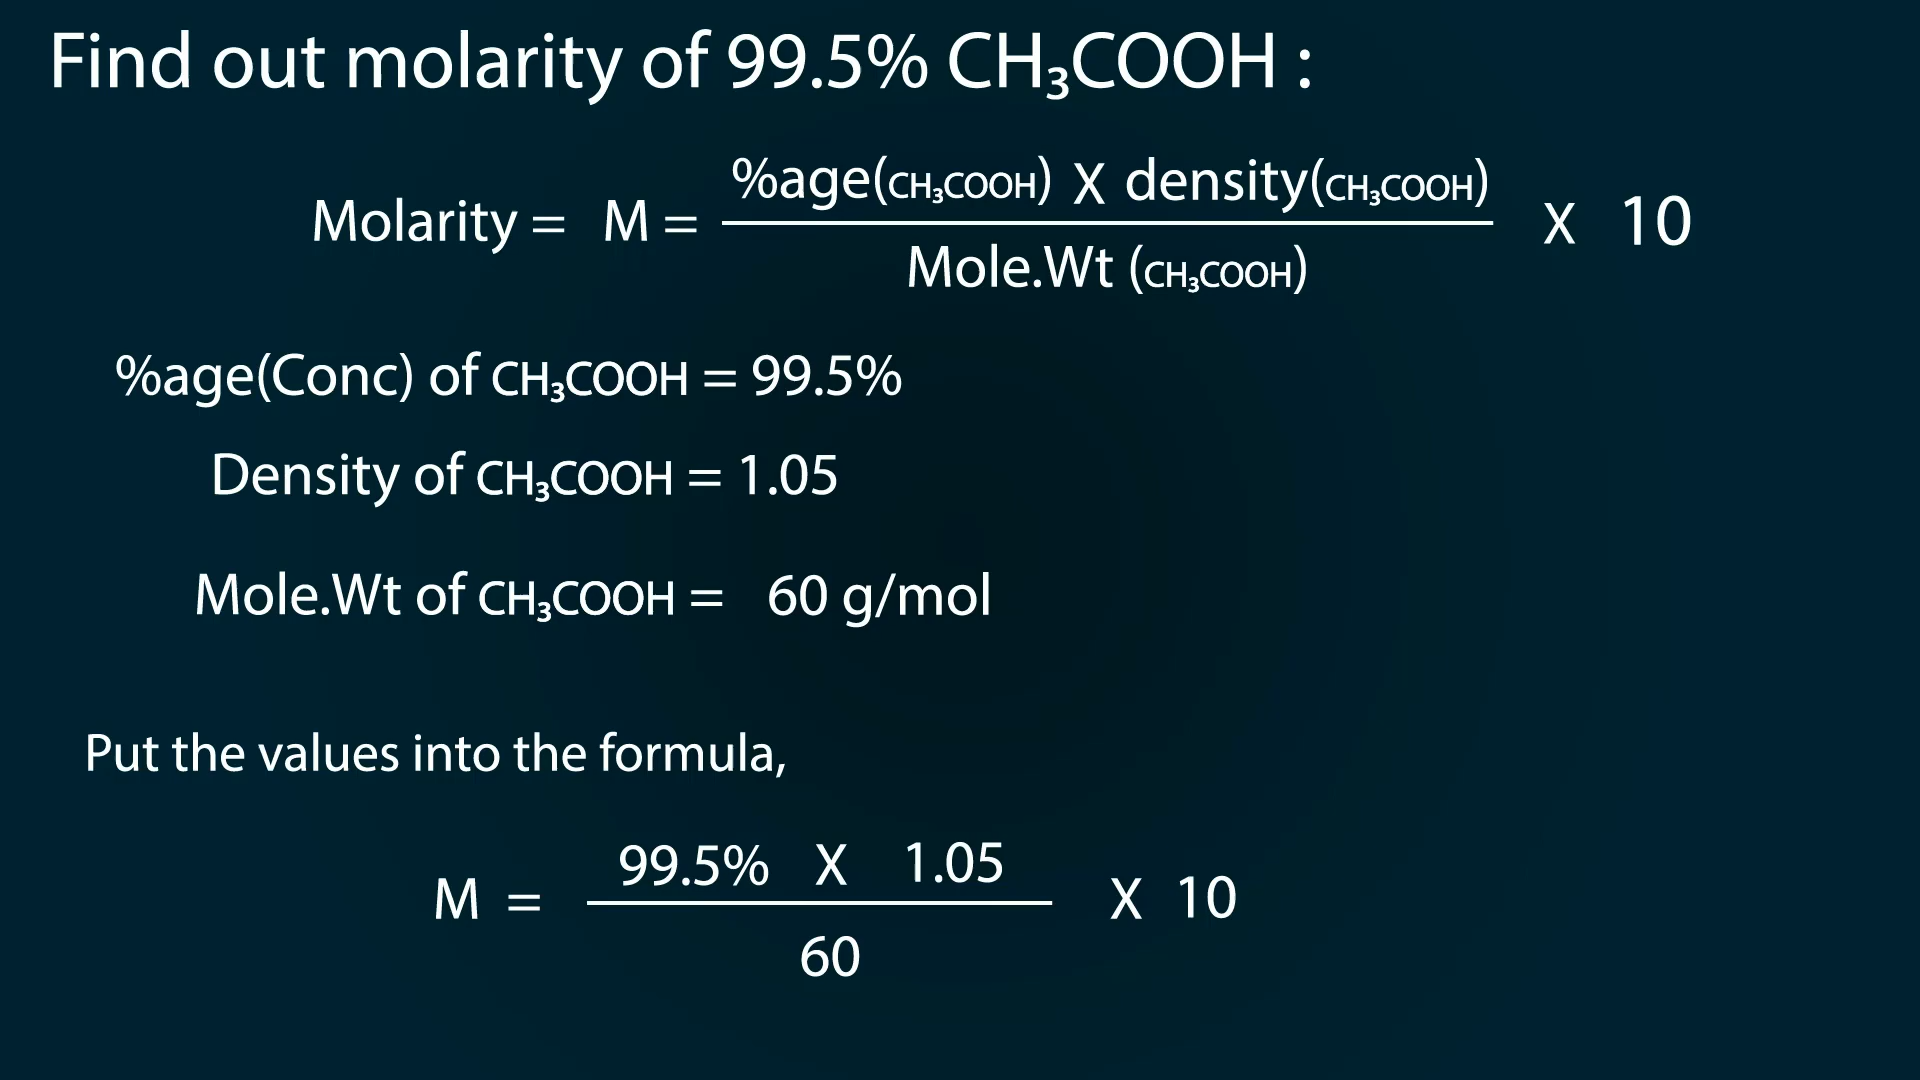 Find out molarity of 99.5% CH₃COOH :
Molarity = M = %age(CH₃COOH) X density(CH₃COOH) X 10
Mole.Wt (CH₃COOH)
%age(Conc) of CH₃COOH = 99.5%
Density of CH₃COOH = 1.05
Mole.Wt of CH₃COOH = 60 g/mol
Put the values into the formula,
M = 99.5% X 1.05 X 10
60